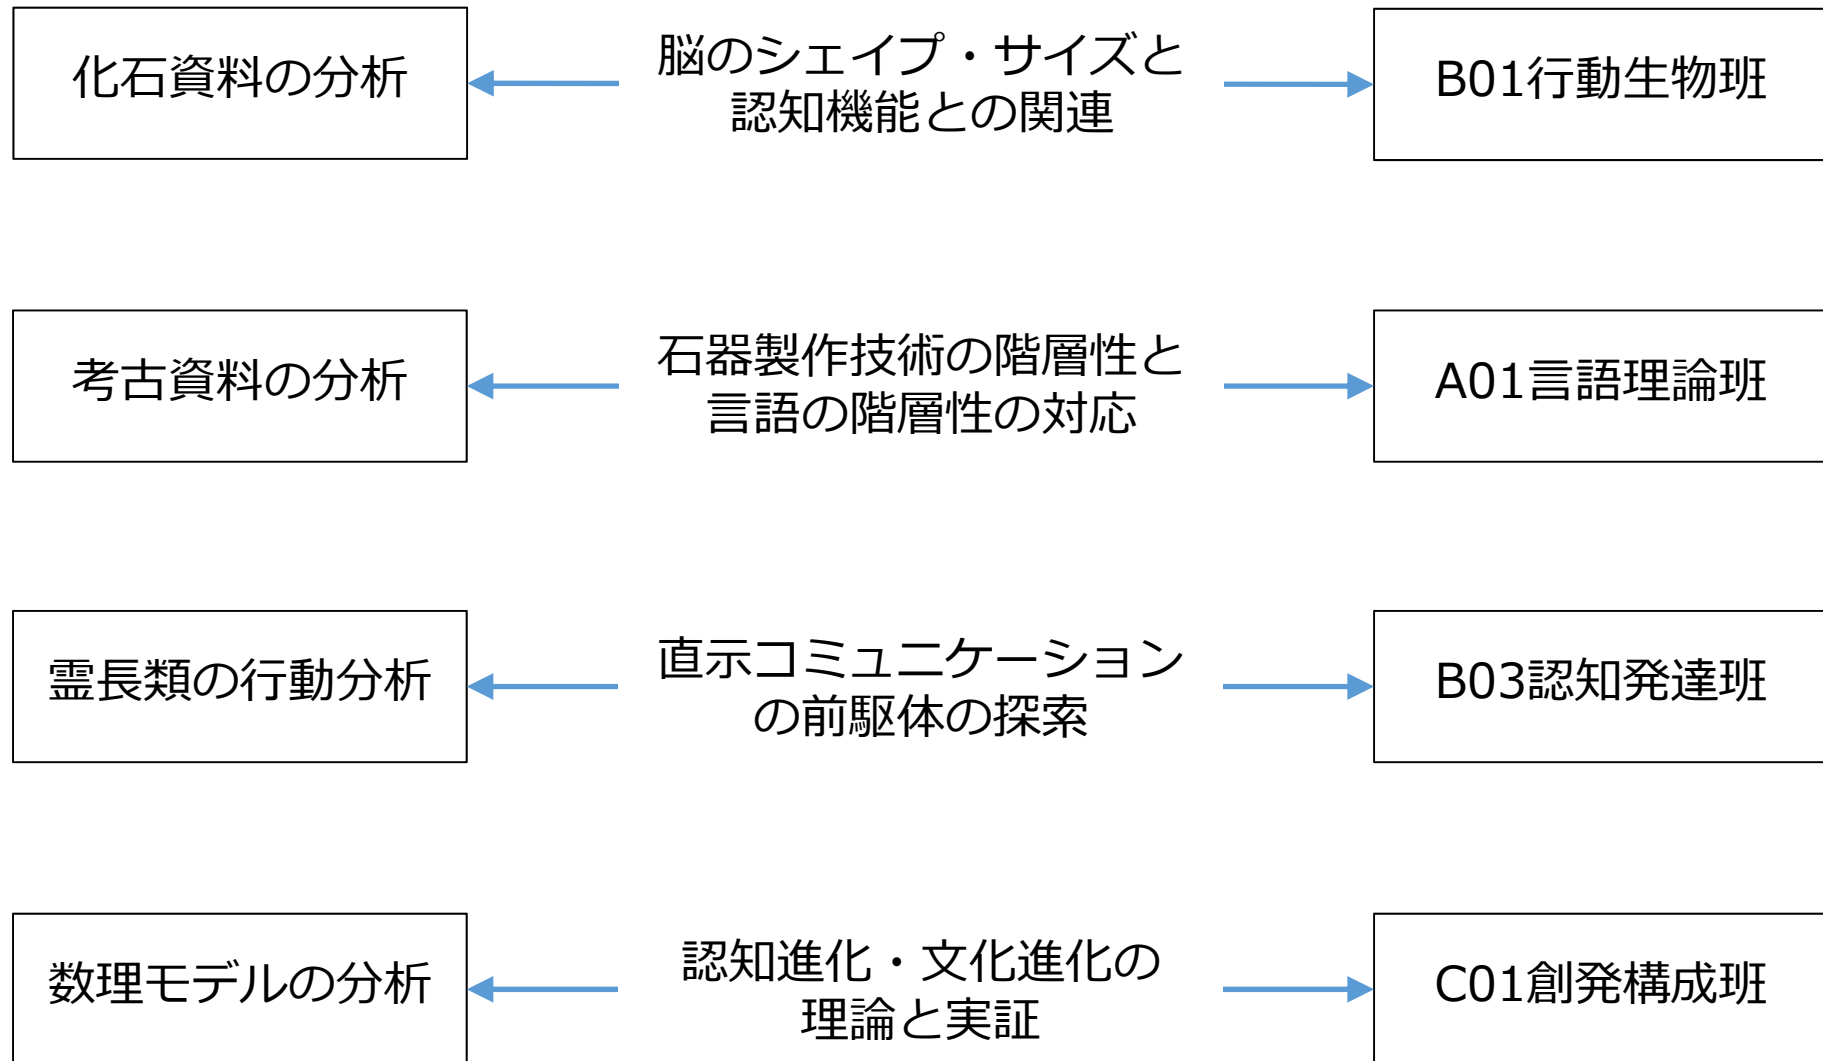 化石資料の分析
脳のシェイプ・サイズと
認知機能との関連
B01行動生物班
考古資料の分析
石器製作技術の階層性と
言語の階層性の対応
A01言語理論班
霊長類の行動分析
直示コミュニケーション
の前駆体の探索
B03認知発達班
数理モデルの分析
認知進化・文化進化の
理論と実証
C01創発構成班